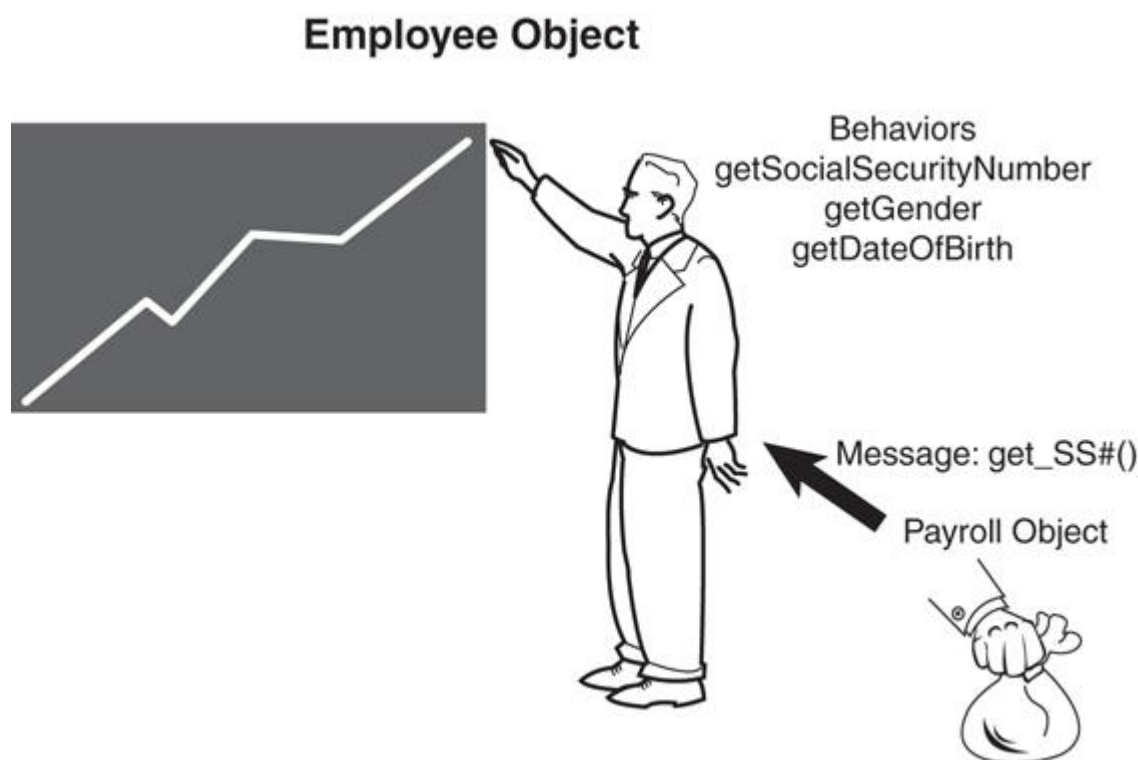 Employee Object
Behaviors
getSocialSecurityNumber
getGender
getDateOfBirth
Message: get_SS#()
Payroll Object